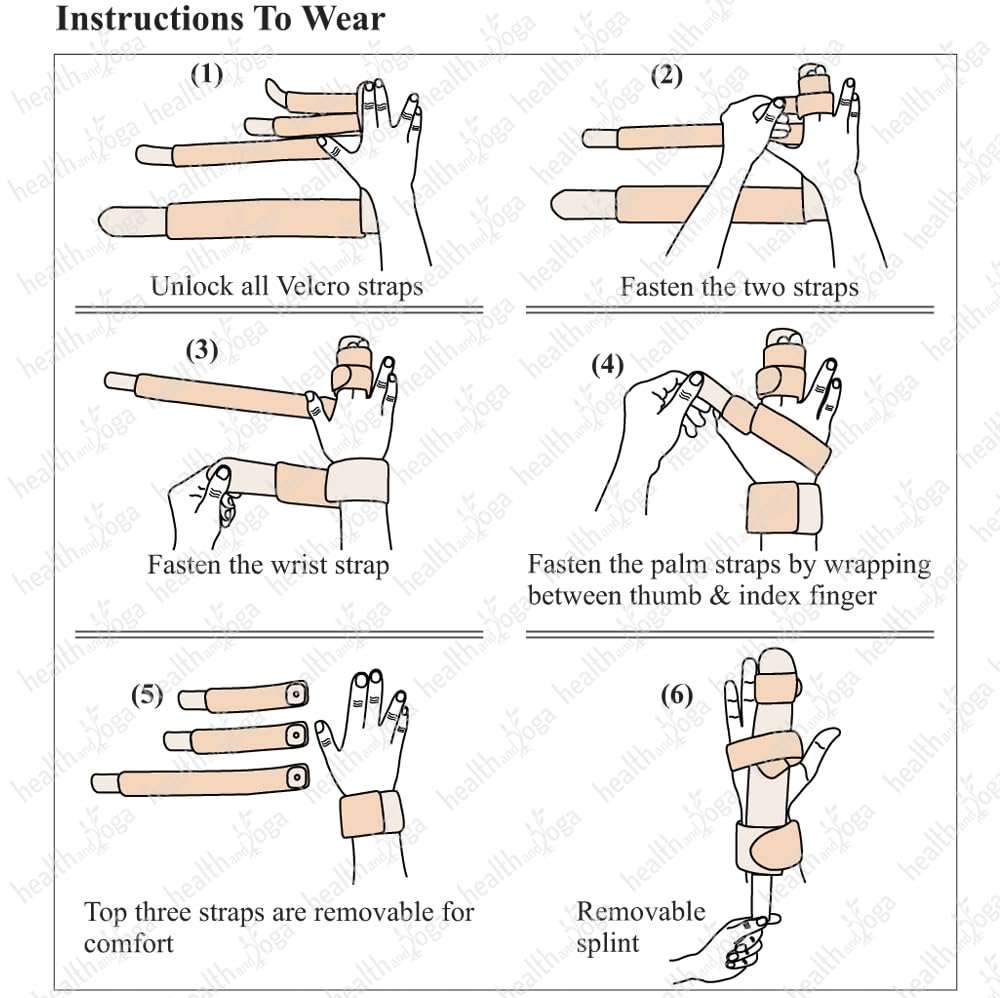 Instructions To Wear
(1)
Unlock all Velcro straps
(2)
Fasten the two straps
(3)
Fasten the wrist strap
(4)
Fasten the palm straps by wrapping
between thumb & index finger
(5)
Top three straps are removable for
comfort
(6)
Removable
splint
health and yoga